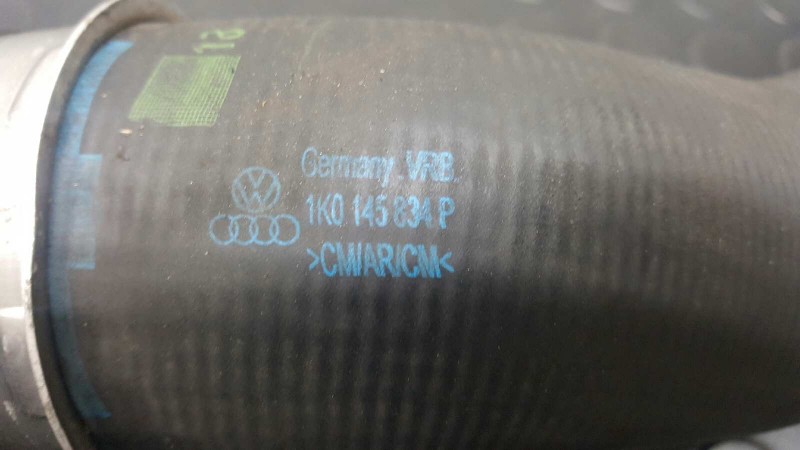 Germany VRB
1K0 145 834 P
>CM/AR/CM<